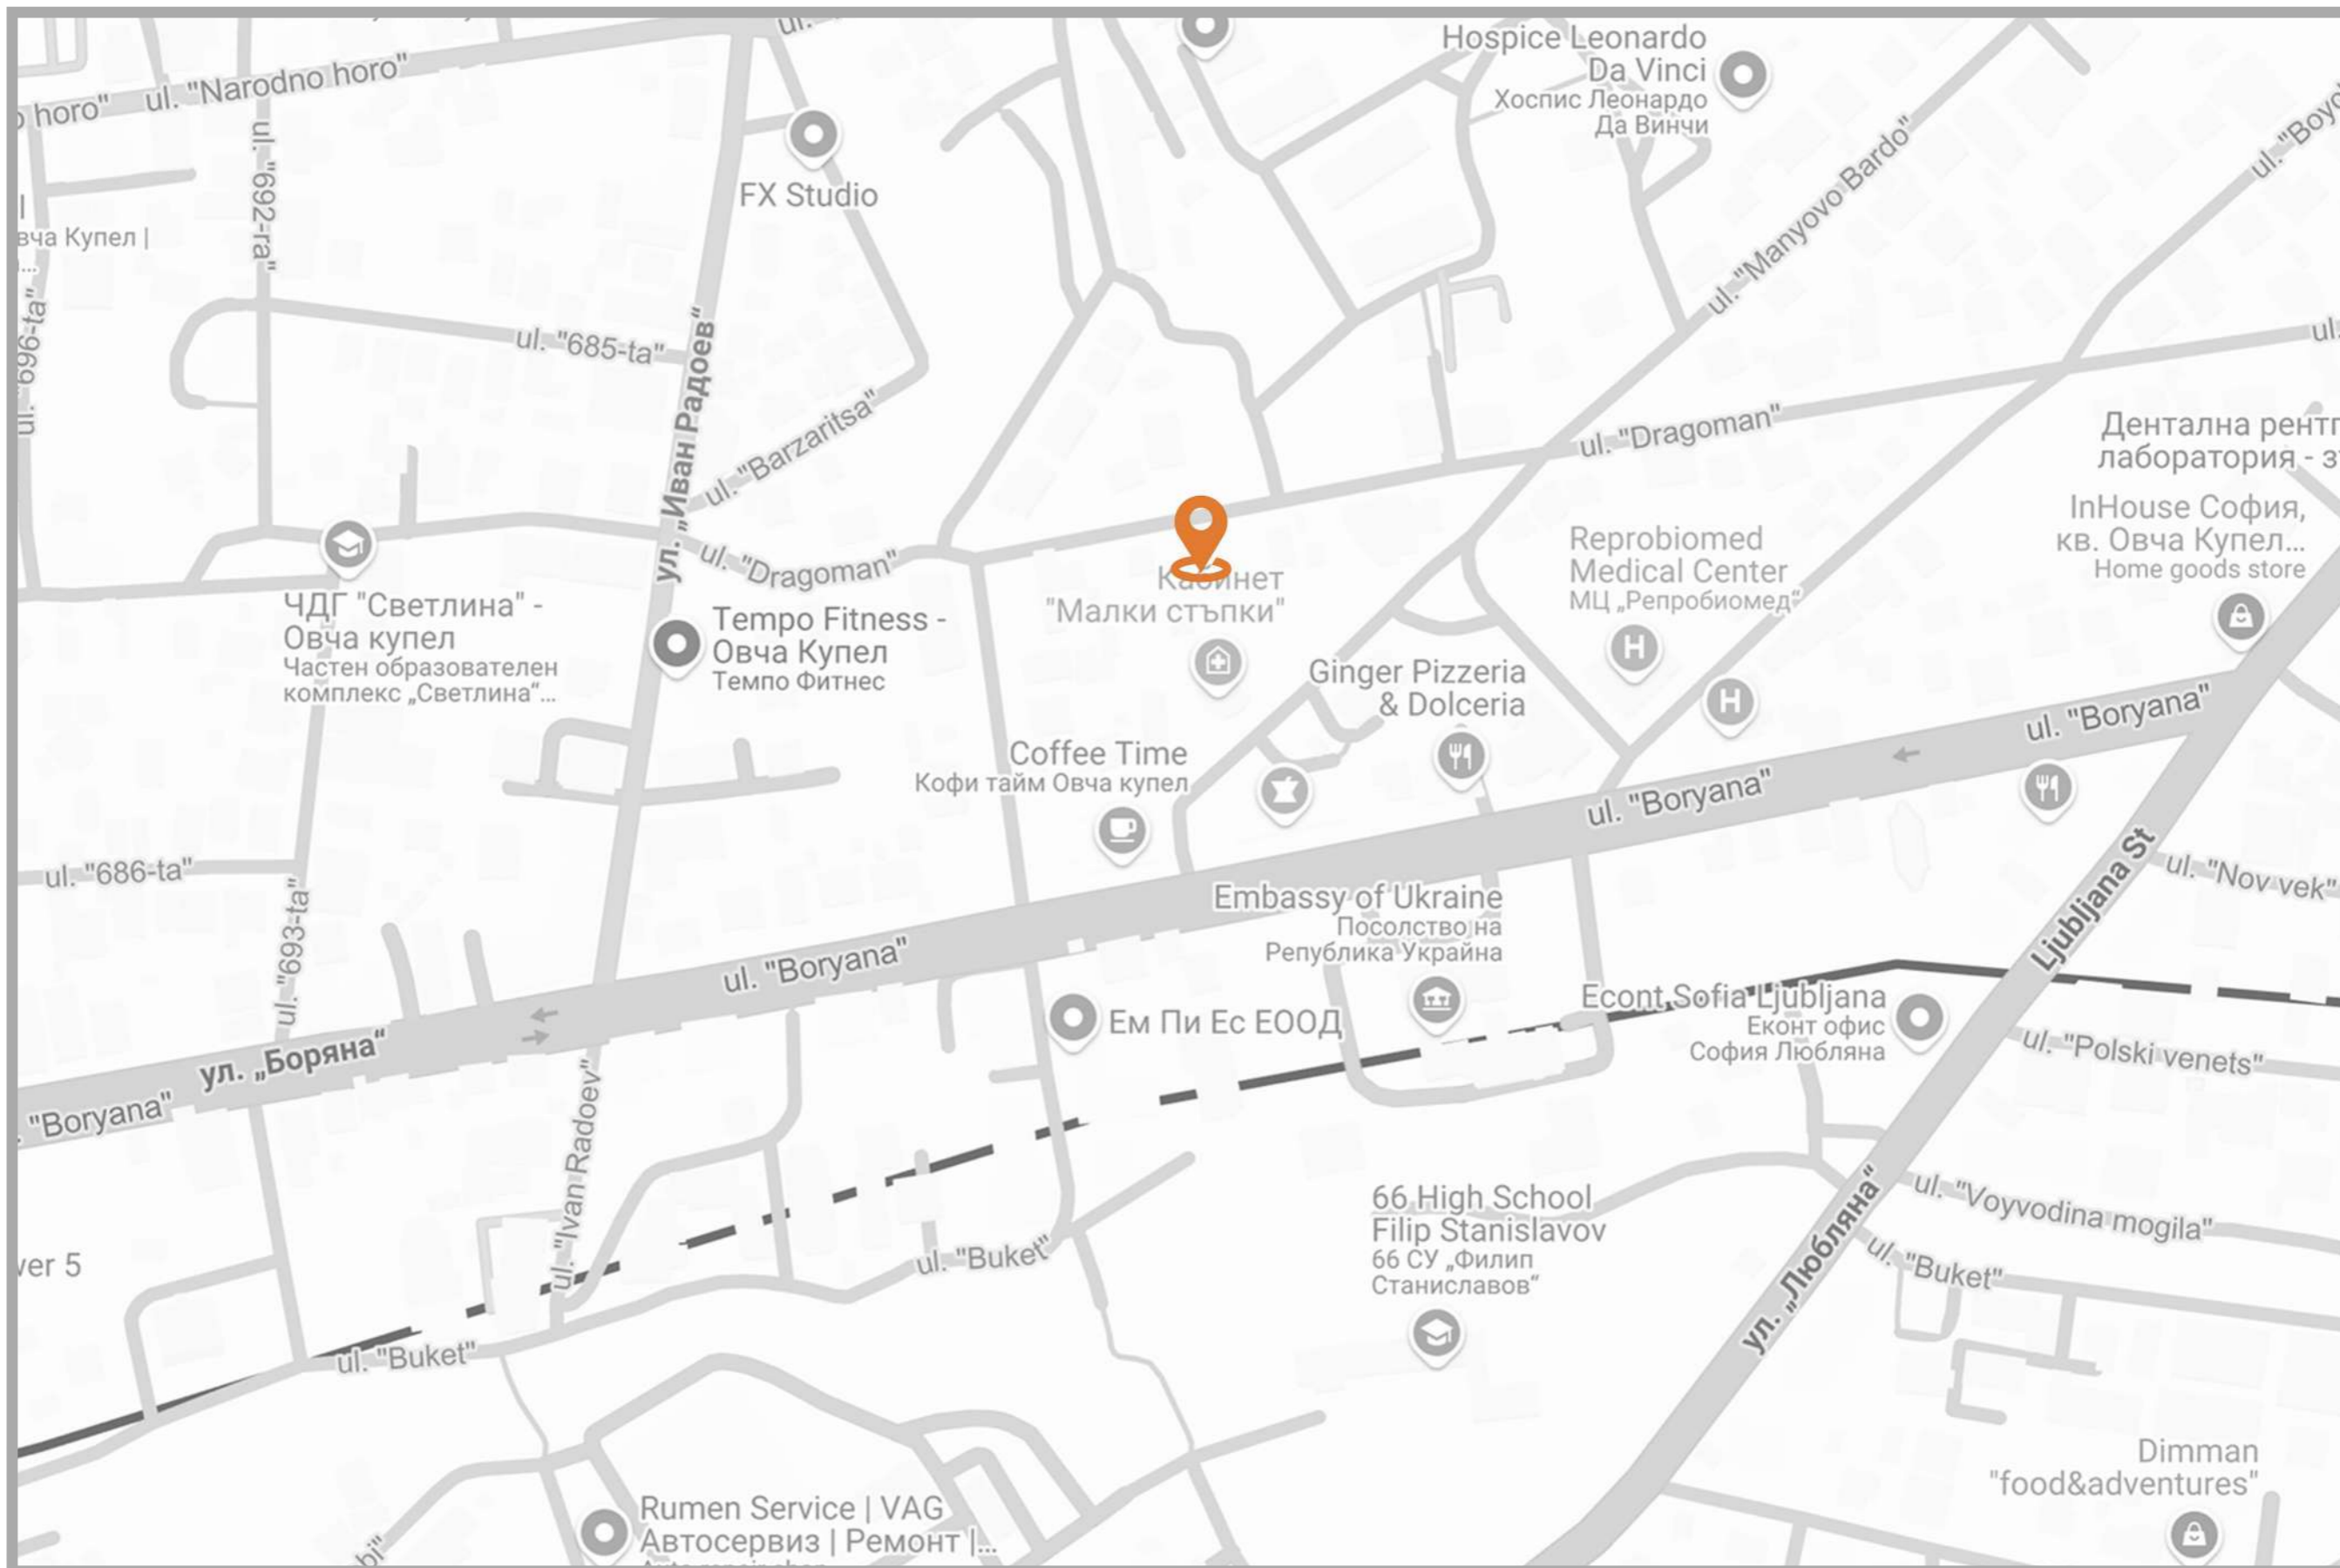 ul.
Hospice Leonardo
Da Vinci
Хоспис Леонардо
Да Винчи
ul. "Narodno horo"
horo"
ul. "692-ra"
FX Studio
ul. "Manyovo Bardo"
вча Купел |
ul. "696-ta"
ul. "685-ta"
ул. „Иван Радоев“
ul. "Barzaritsa"
ul.
ul. "Dragoman"
Дентална
лаборатория -
InHouse София,
кв. Овча Купел...
Home goods store
ul. "Dragoman"
Кабинет
"Малки стъпки"
Reprobiomed
Medical Center
МЦ „Репробиомед“
ЧДГ "Светлина" -
Овча купел
Частен образователен
комплекс „Светлина“...
Tempo Fitness -
Овча Купел
Темпо Фитнес
Ginger Pizzeria
& Dolceria
ul. "Boryana"
Coffee Time
Кофи тайм Овча купел
ul. "Boryana"
ul. "686-ta"
ul. "693-ta"
Ljubljana St
ul. "Nov vek"
Embassy of Ukraine
Посолство на
Република Украйна
ul. "Boryana"
Ем Пи Ес ЕООД
Econt Sofia Ljubljana
Еконт офис
София Любляна
ul. "Polski venets"
ул. „Боряна“
"Boryana"
ul. "Ivan Radoev"
66 High School
Filip Stanislavov
66 СУ „Филип
Станиславов“
ул. „Любляна“
ul. "Voyvodina mogila"
ul. "Buket"
ul. "Buket"
ul. "Buket"
Dimman
"food&adventures"
Rumen Service | VAG
Автосервиз | Ремонт |...